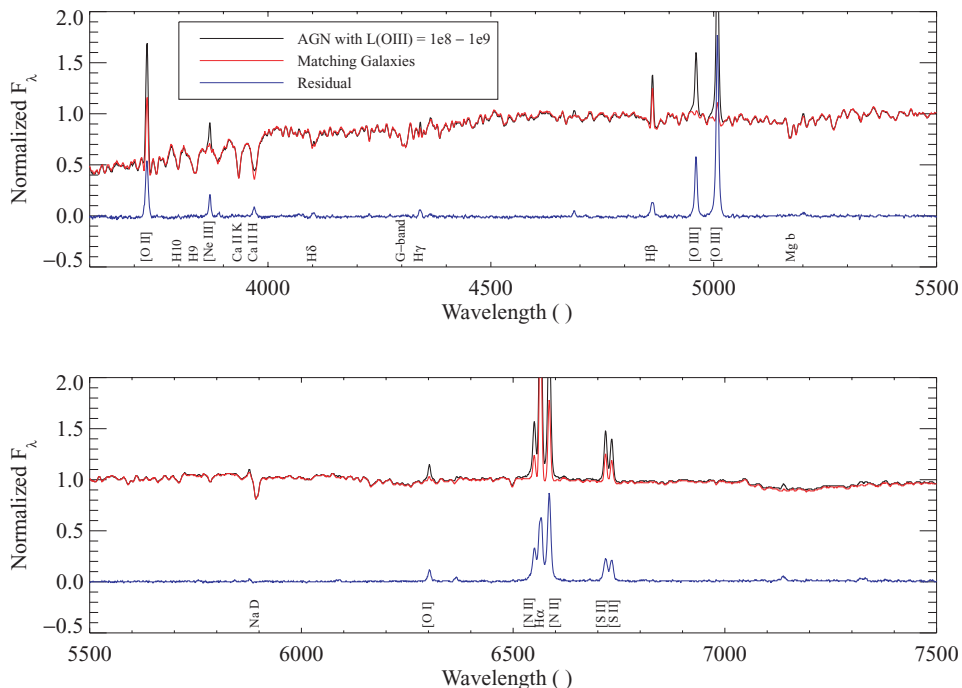 2.0
1.5
1.0
0.5
0.0
−0.5
Normalized Fλ
AGN with L(OIII) = 1e8 − 1e9
Matching Galaxies
Residual
[O II]
H10
H9
[Ne III]
Ca II K
Ca II H
Hδ
G−band
Hγ
Hβ
[O III]
[O III]
Mg b
4000
4500
5000
5500
Wavelength ( )
2.0
1.5
1.0
0.5
0.0
−0.5
Normalized Fλ
Na D
[O I]
[N II]
Hα
[N II]
[S II]
[S II]
5500
6000
6500
7000
7500
Wavelength ( )